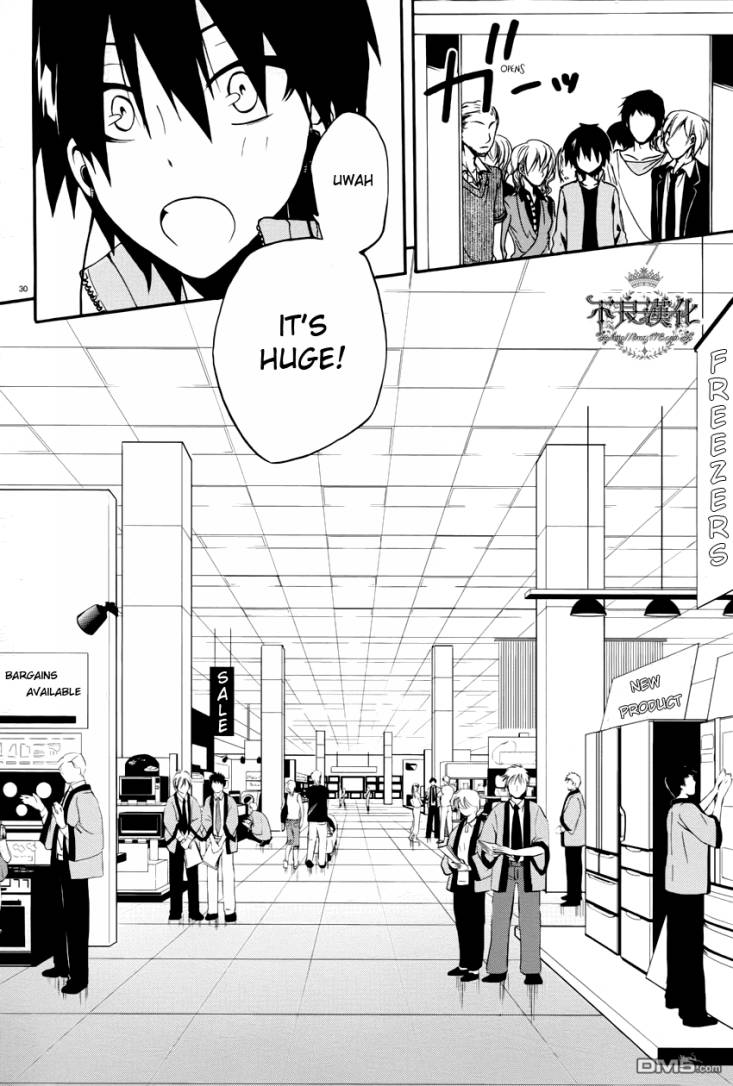 ガーッ
OPENS
UWAH
IT'S
HUGE!
30
不良漢化
FREEZERS
BARGAINS
AVAILABLE
SALE
NEW
PRODUCT
DM5.com